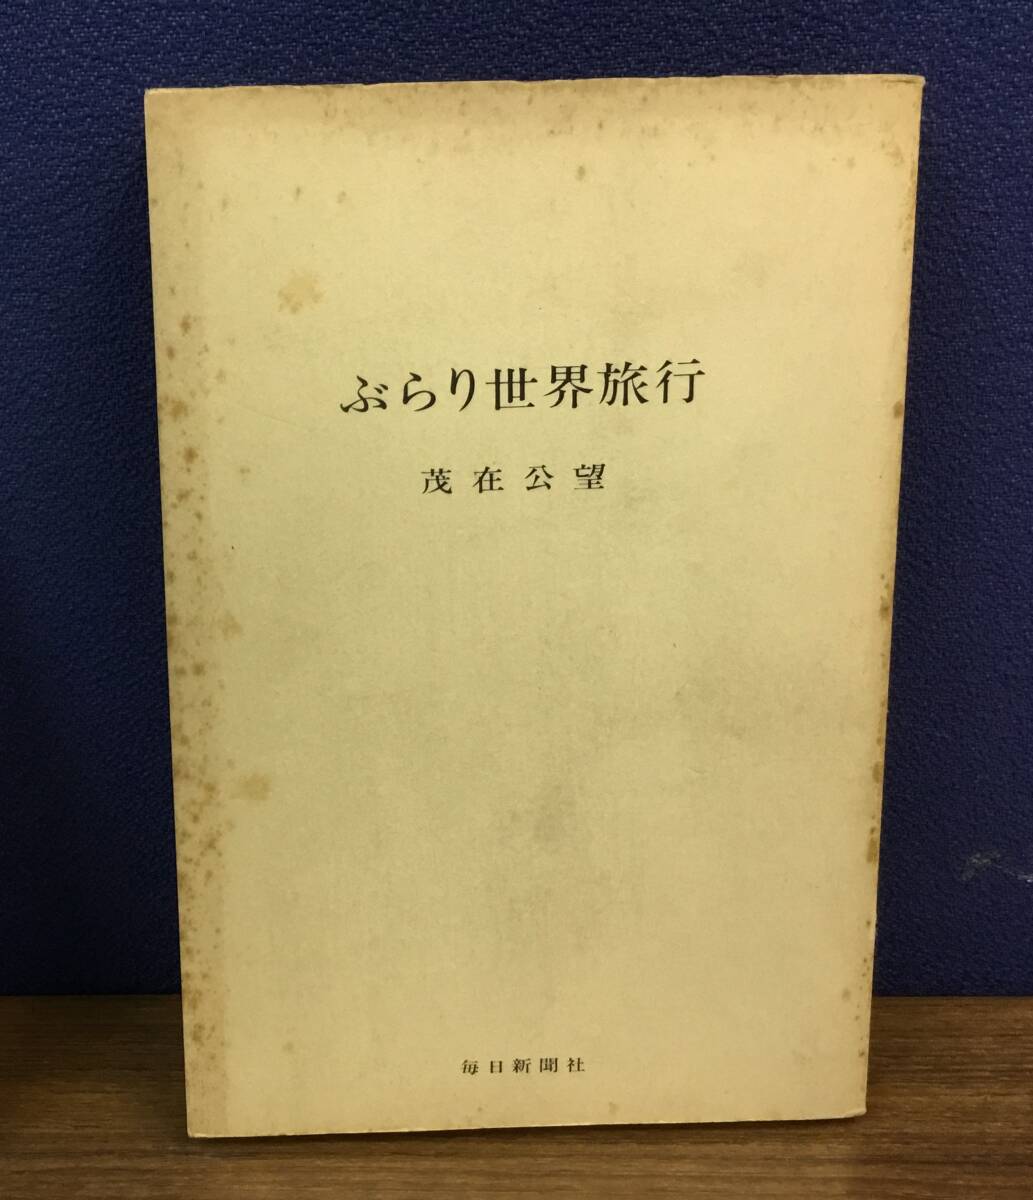 ぶらり世界旅行
茂在公望
毎日新聞社